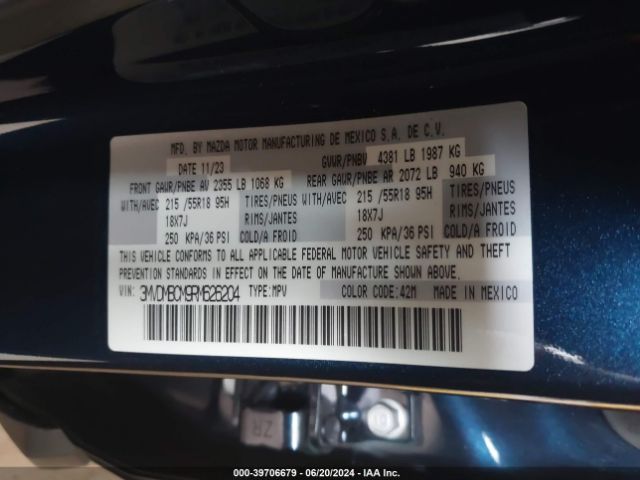 MFD. BY MAZDA MOTOR MANUFACTURING DE MEXICO S.A. DE C.V.
DATE 11/23 GVWR/PNBV 4381 LB 1987 KG
FRONT GAWR/PNBE AV 2355 LB 1068 KG REAR GAWR/PNBE AR 2072 LB 940 KG
WITH/AVEC 215 /55R18 95H TIRES/PNEUS WITH/AVEC 215 /55R18 95H TIRES/PNEUS
18X7J RIMS/JANTES 18X7J RIMS/JANTES
250 KPA/36 PSI COLD/A FROID 250 KPA/36 PSI COLD/A FROID
THIS VEHICLE CONFORMS TO ALL APPLICABLE FEDERAL MOTOR VEHICLE SAFETY AND THEFT
PREVENTION STANDARDS IN EFFECT ON THE DATE OF MANUFACTURE SHOWN ABOVE.
VIN: 3MVDMBCM9RM626204 TYPE: MPV COLOR CODE: 42M MADE IN MEXICO
ZR
000-39706679 - 06/20/2024 - IAA Inc.